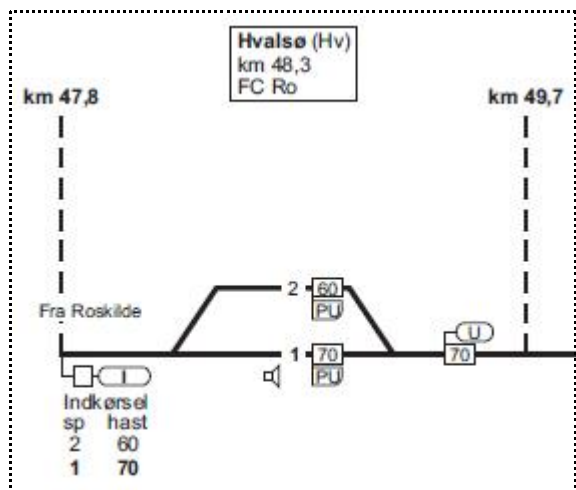 Hvalsø (Hv)
km 48,3
FC Ro
km 47,8
km 49,7
2 60
PU
Fra Roskilde
U
1 70
70
PU
I
Indkørsel
sp hast
2 60
1 70